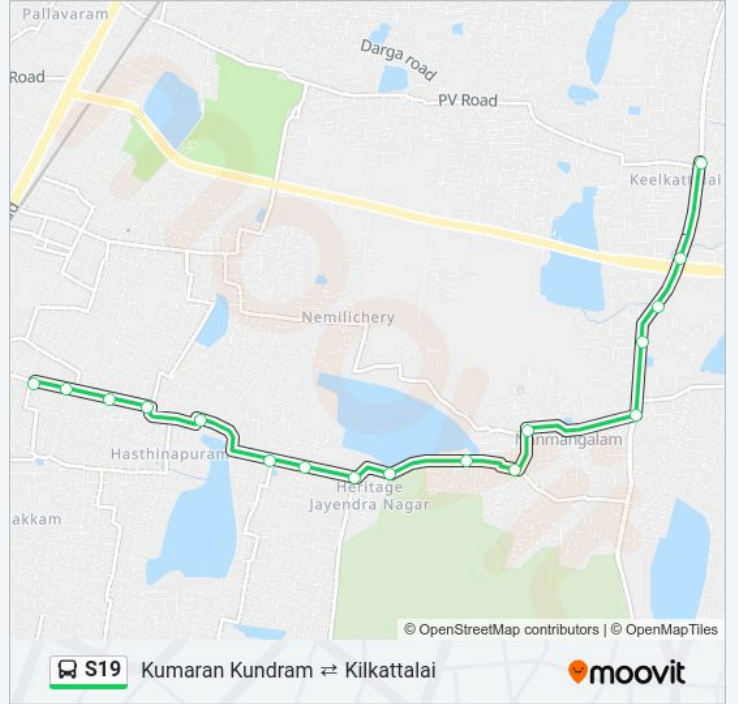 Pallavaram
Darga road
Road
PV Road
Keelkattalai
Nemilichery
Nanmangalam
Hasthinapuram
Heritage
Jayendra Nagar
akkam
© OpenStreetMap contributors | © OpenMapTiles
S19 Kumaran Kundram ⇄ Kilkattalai
moovit